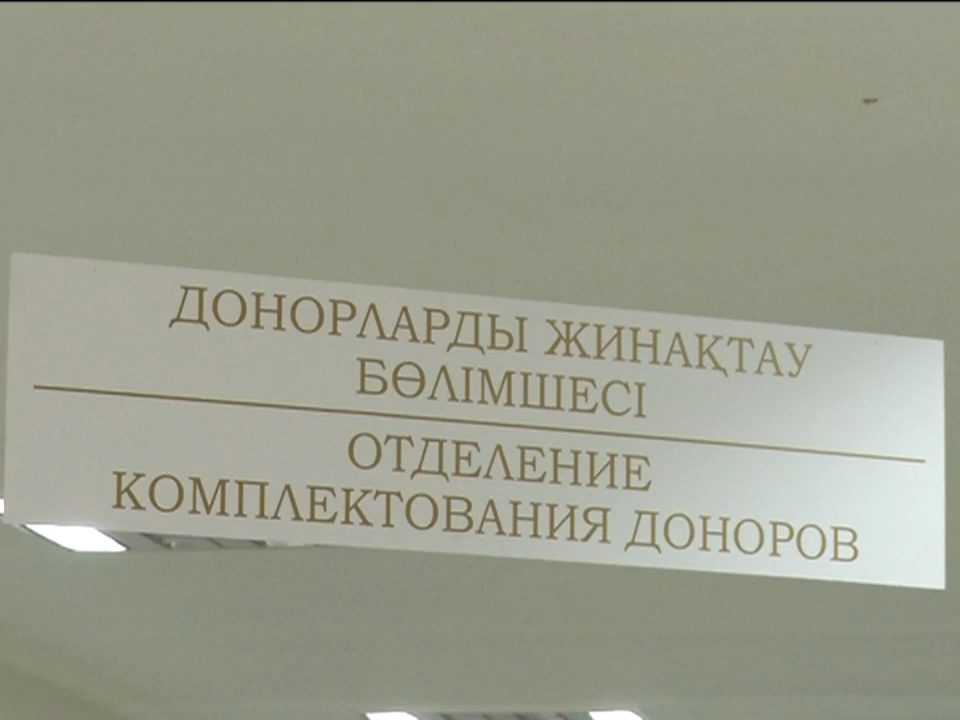 ДОНОРЛАРДЫ ЖИНАҚТАУ
БӨЛІМШЕСІ
ОТДЕЛЕНИЕ
КОМПЛЕКТОВАНИЯ ДОНОРОВ